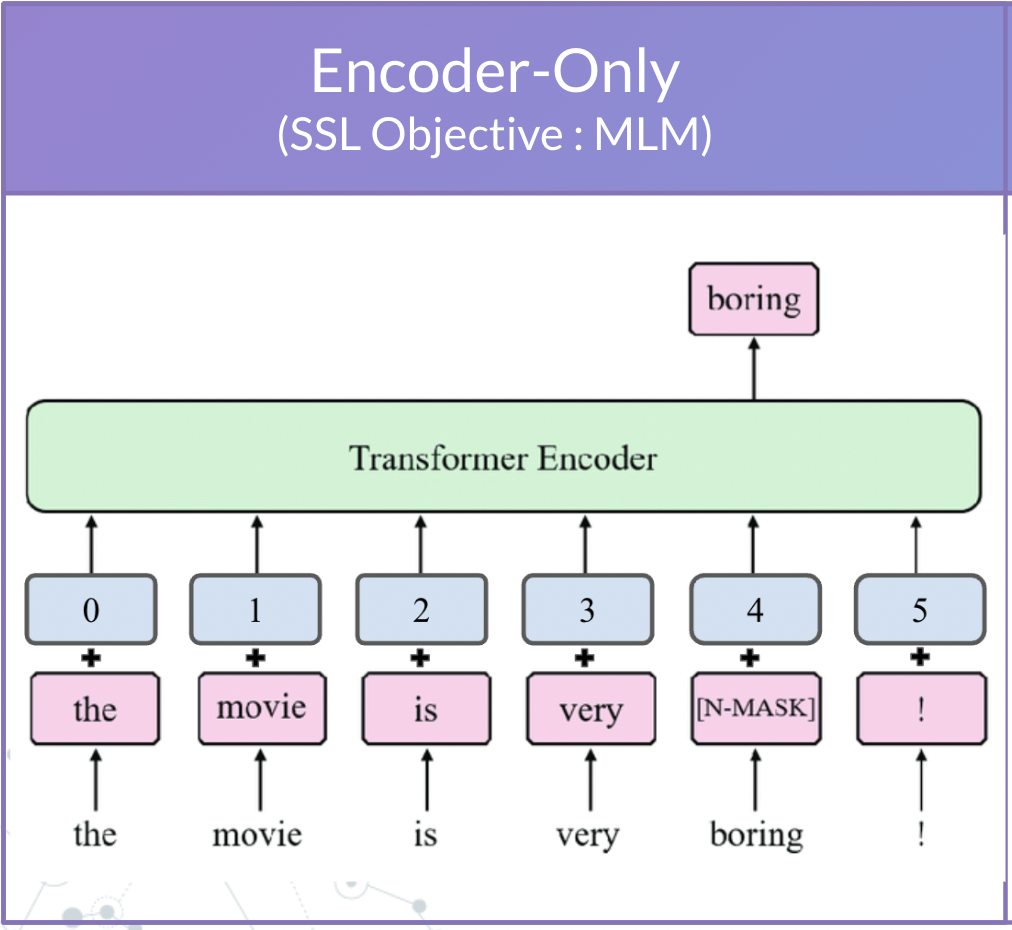 Encoder-Only
(SSL Objective : MLM)
boring
Transformer Encoder
0 1 2 3 4 5
the movie is very [N-MASK] !
the movie is very boring !